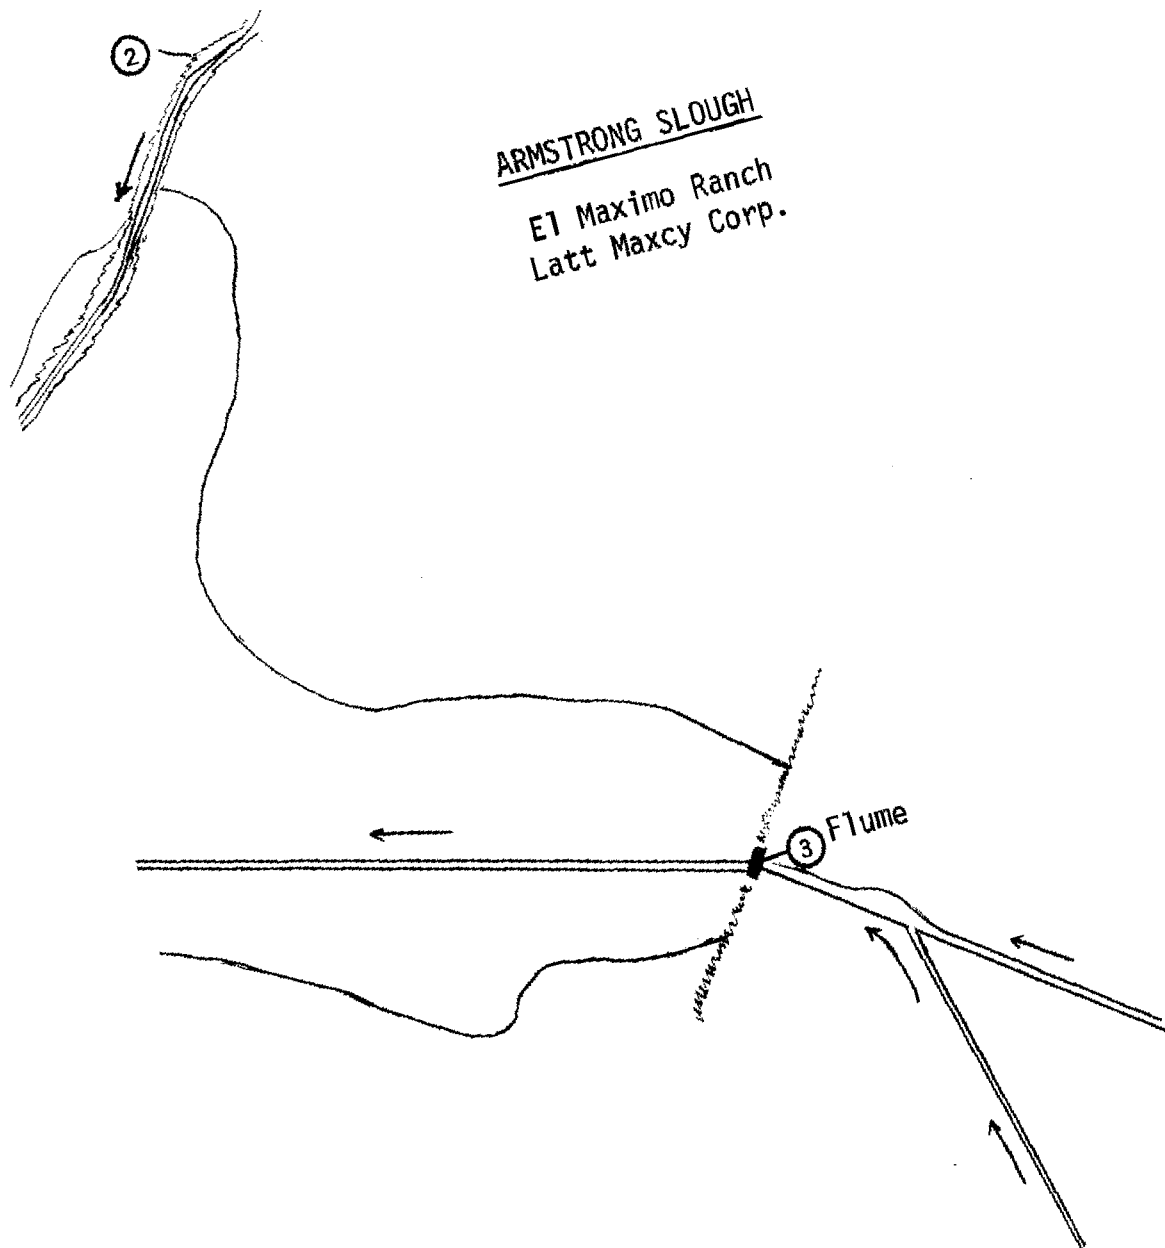 2
ARMSTRONG SLOUGH
El Maximo Ranch
Latt Maxcy Corp.
3 Flume